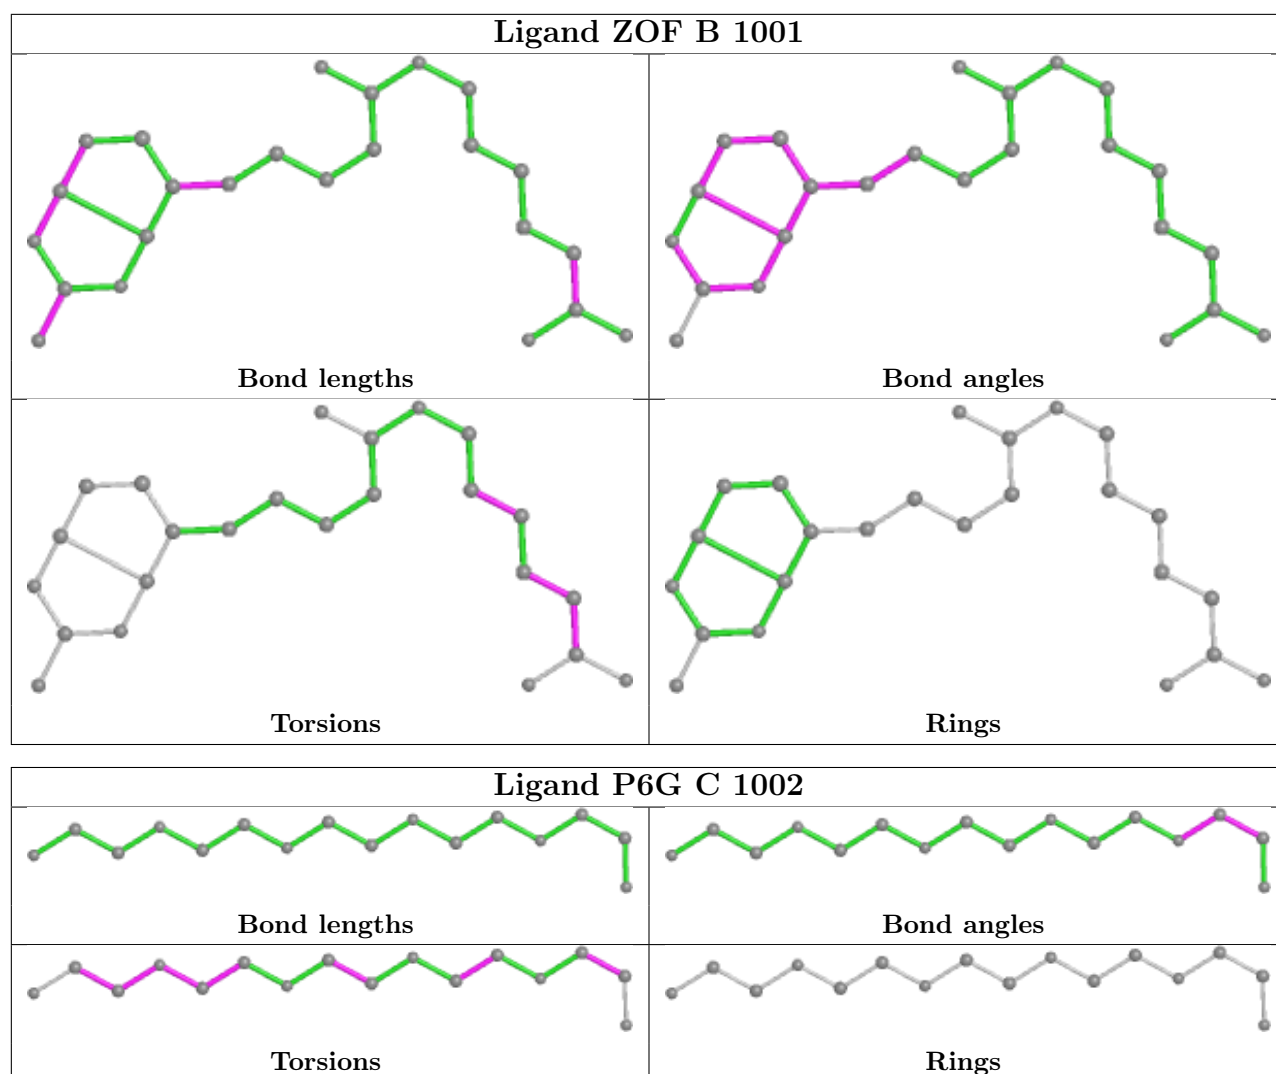 Ligand ZOF B 1001
Bond lengths
Bond angles
Torsions
Rings
Ligand P6G C 1002
Bond lengths
Bond angles
Torsions
Rings